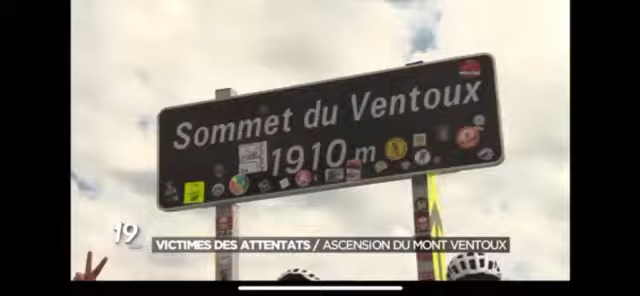 Sommet du Ventoux
1910 m
19
VICTIMES DES ATTENTATS / ASCENSION DU MONT VENTOUX